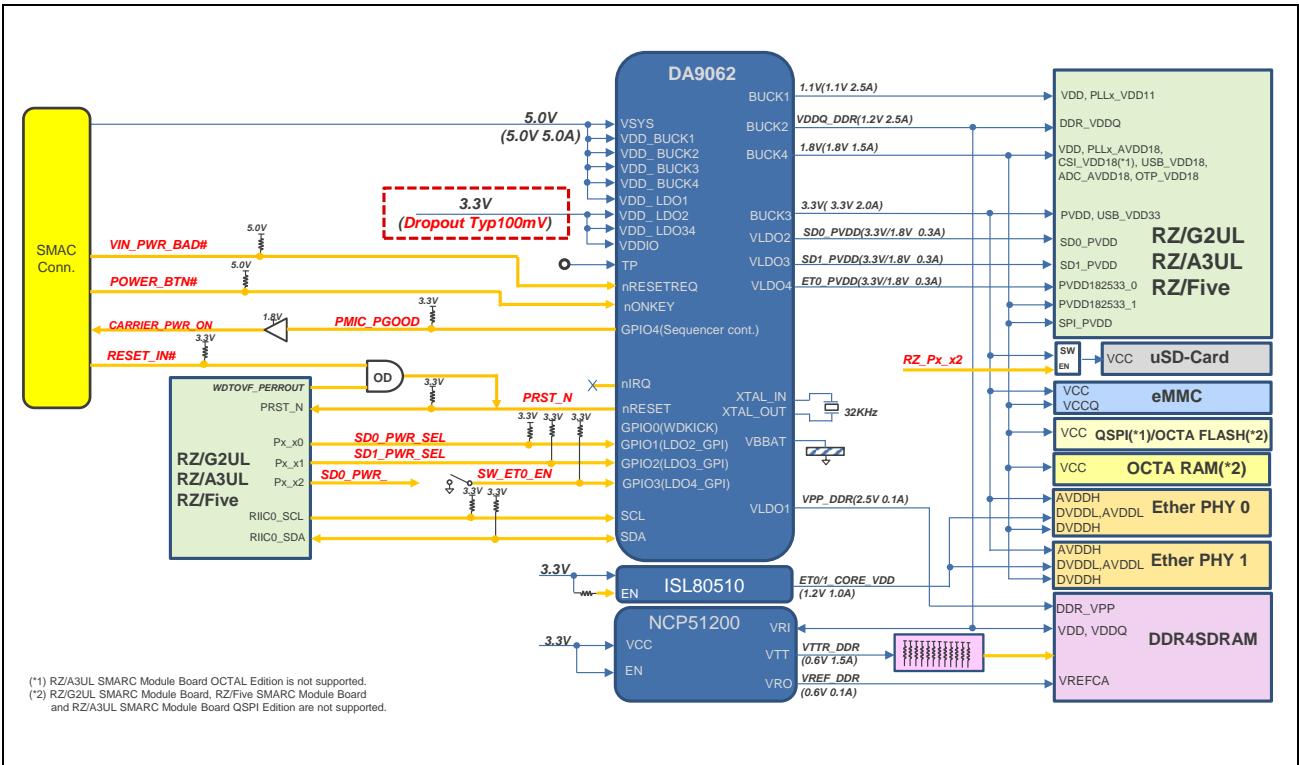 SMAC
Conn.
5.0V
(5.0V 5.0A)
3.3V
(Dropout Typ100mV)
VIN_PWR_BAD#
5.0V
POWER_BTN#
5.0V
CARRIER_PWR_ON
1.8V
PMIC_PGOOD
3.3V
RESET_IN#
3.3V
OD
3.3V
PRST_N
WDTOVF_PERROUT
PRST_N
Px_x0
Px_x1
Px_x2
RIIC0_SCL
RIIC0_SDA
RZ/G2UL
RZ/A3UL
RZ/Five
SD0_PWR_SEL
SD1_PWR_SEL
SD0_PWR_
SW_ET0_EN
3.3V 3.3V 3.3V
3.3V 3.3V
DA9062
VSYS
VDD_BUCK1
VDD_ BUCK2
VDD_ BUCK3
VDD_ BUCK4
VDD_ LDO1
VDD_ LDO2
VDD_ LDO34
VDDIO
TP
nRESETREQ
nONKEY
GPIO4(Sequencer cont.)
nIRQ
nRESET
GPIO0(WDKICK)
GPIO1(LDO2_GPI)
GPIO2(LDO3_GPI)
GPIO3(LDO4_GPI)
SCL
SDA
BUCK1
BUCK2
BUCK4
BUCK3
VLDO2
VLDO3
VLDO4
XTAL_IN
XTAL_OUT
32KHz
VBBAT
VLDO1
1.1V(1.1V 2.5A)
VDDQ_DDR(1.2V 2.5A)
1.8V(1.8V 1.5A)
3.3V( 3.3V 2.0A)
SD0_PVDD(3.3V/1.8V 0.3A)
SD1_PVDD(3.3V/1.8V 0.3A)
ET0_PVDD(3.3V/1.8V 0.3A)
RZ_Px_x2
VPP_DDR(2.5V 0.1A)
VDD, PLLx_VDD11
DDR_VDDQ
VDD, PLLx_AVDD18,
CSI_VDD18(*1), USB_VDD18,
ADC_AVDD18, OTP_VDD18
PVDD, USB_VDD33
SD0_PVDD
SD1_PVDD
PVDD182533_0
PVDD182533_1
SPI_PVDD
RZ/G2UL
RZ/A3UL
RZ/Five
SW
EN
VCC uSD-Card
VCC
VCCQ
eMMC
VCC QSPI(*1)/OCTA FLASH(*2)
VCC OCTA RAM(*2)
AVDDH
DVDDL,AVDDL
DVDDH
Ether PHY 0
AVDDH
DVDDL,AVDDL
DVDDH
Ether PHY 1
3.3V
EN
ISL80510
ET0/1_CORE_VDD
(1.2V 1.0A)
NCP51200
3.3V
VCC
EN
VRI
VTT
VRO
VTTR_DDR
(0.6V 1.5A)
VREF_DDR
(0.6V 0.1A)
DDR_VPP
VDD, VDDQ
DDR4SDRAM
VREFCA
(*1) RZ/A3UL SMARC Module Board OCTAL Edition is not supported.
(*2) RZ/G2UL SMARC Module Board, RZ/Five SMARC Module Board
and RZ/A3UL SMARC Module Board QSPI Edition are not supported.